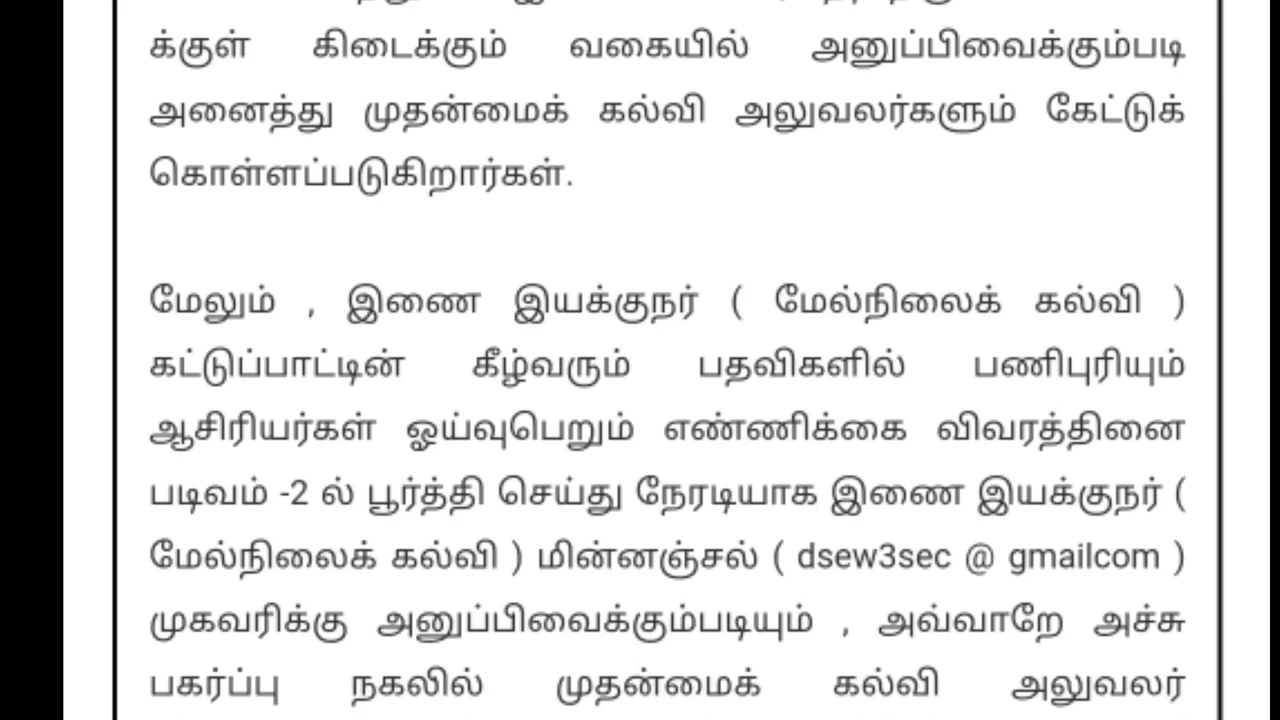 க்குள் கிடைக்கும் வகையில் அனுப்பிவைக்கும்படி
அனைத்து முதன்மைக் கல்வி அலுவலர்களும் கேட்டுக்
கொள்ளப்படுகிறார்கள்.
மேலும் , இணை இயக்குநர் ( மேல்நிலைக் கல்வி )
கட்டுப்பாட்டின் கீழ்வரும் பதவிகளில் பணிபுரியும்
ஆசிரியர்கள் ஓய்வுபெறும் எண்ணிக்கை விவரத்தினை
படிவம் -2 ல் பூர்த்தி செய்து நேரடியாக இணை இயக்குநர் (
மேல்நிலைக் கல்வி ) மின்னஞ்சல் ( dsew3sec @ gmailcom )
முகவரிக்கு அனுப்பிவைக்கும்படியும் , அவ்வாறே அச்சு
பகர்ப்பு நகலில் முதன்மைக் கல்வி அலுவலர்